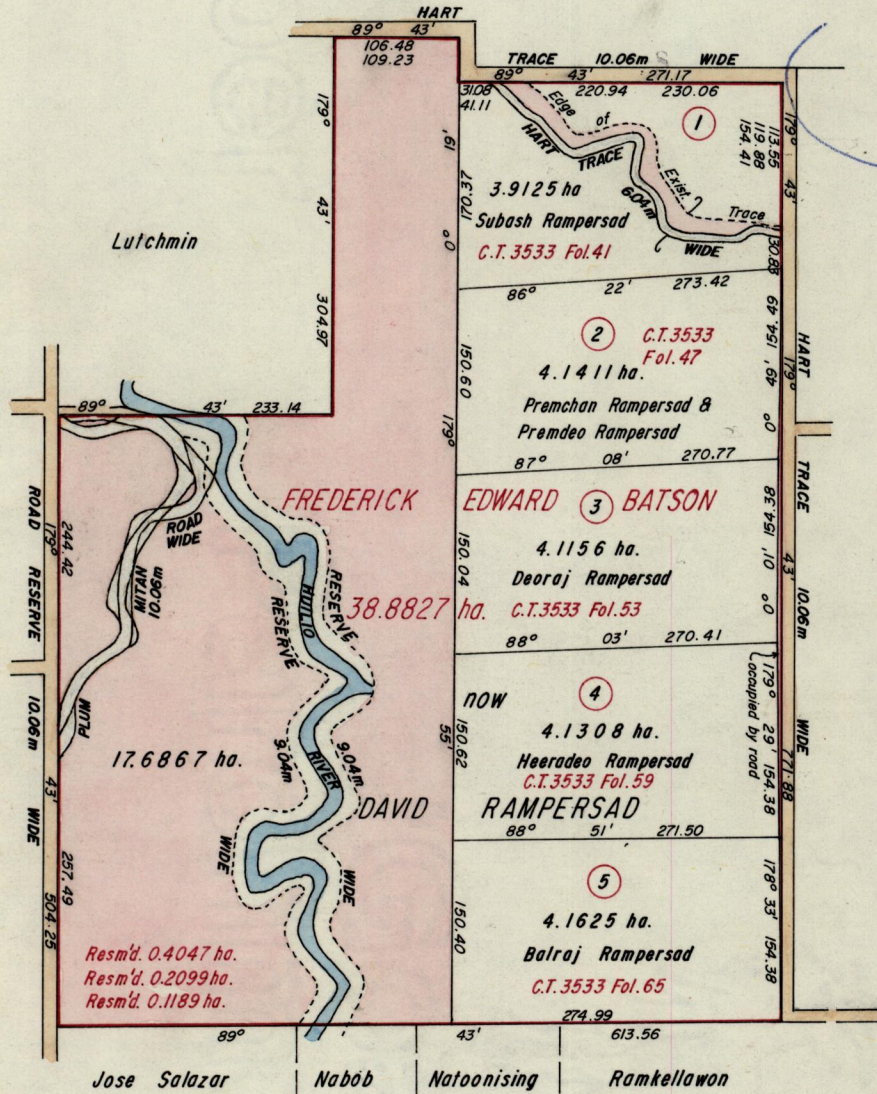 HART
89° 43'
106.48
109.23
TRACE 10.06m WIDE
89° 43' 271.17
31.08 220.94 230.06
41.11
Edge of Exist. Trace
HART TRACE 6.04m WIDE
1
113.55
119.88
154.41
179° 43'
30.88
3.9125 ha
Subash Rampersad
C.T.3533 Fol.41
179° 43' 304.97
Lutchmin
0° 19' 170.37
86° 22' 273.42
2
C.T.3533
Fol.47
4.1411 ha.
Premchan Rampersad &
Premdeo Rampersad
150.60
0° 49' 154.49
HART TRACE 10.06m WIDE
179° 43' 771.88
89° 43' 233.14
87° 08' 270.77
FREDERICK EDWARD BATSON
3
4.1156 ha.
Deoraj Rampersad
C.T.3533 Fol.53
179° 55'
150.04
0° 10' 154.38
38.8827 ha.
88° 03' 270.41
ROAD RESERVE 10.06m WIDE
179° 43' 504.25
244.42
257.49
PLUM MITAN ROAD
10.06m WIDE
HUILIO RIVER
RESERVE
RESERVE
9.04m
9.04m
WIDE
WIDE
now
4
4.1308 ha.
Heeradeo Rampersad
C.T.3533 Fol.59
150.62
179° 29' 154.38
occupied by road
17.6867 ha.
DAVID RAMPERSAD
88° 51' 271.50
5
4.1625 ha.
Balraj Rampersad
C.T.3533 Fol.65
150.40
178° 33' 154.38
Resm'd. 0.4047 ha.
Resm'd. 0.2099 ha.
Resm'd. 0.1189 ha.
274.99
89° 43' 613.56
Jose Salazar
Nabob
Natoonising
Ramkellawon